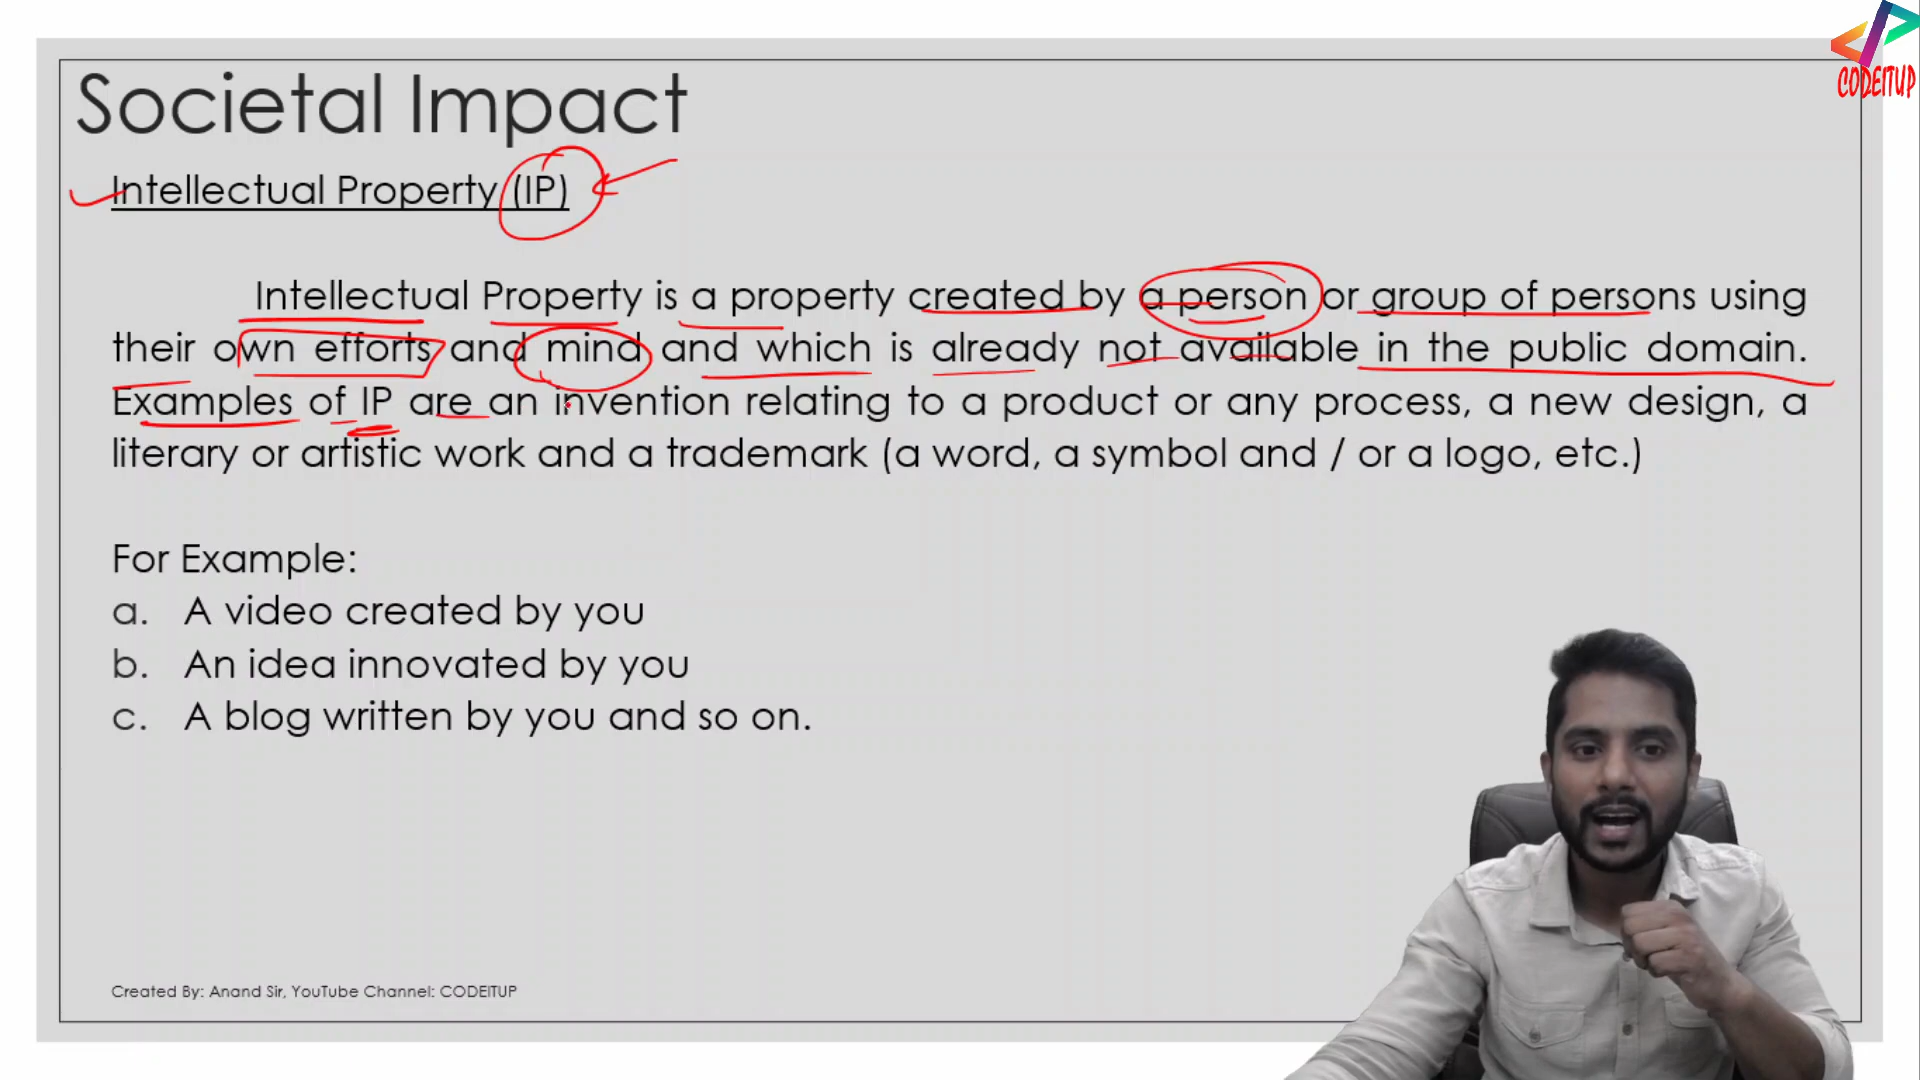 CODEITUP
Societal Impact
Intellectual Property (IP)
Intellectual Property is a property created by a person or group of persons using
their own efforts and mind and which is already not available in the public domain.
Examples of IP are an invention relating to a product or any process, a new design, a
literary or artistic work and a trademark (a word, a symbol and / or a logo, etc.)
For Example:
a. A video created by you
b. An idea innovated by you
c. A blog written by you and so on.
Created By: Anand Sir, YouTube Channel: CODEITUP